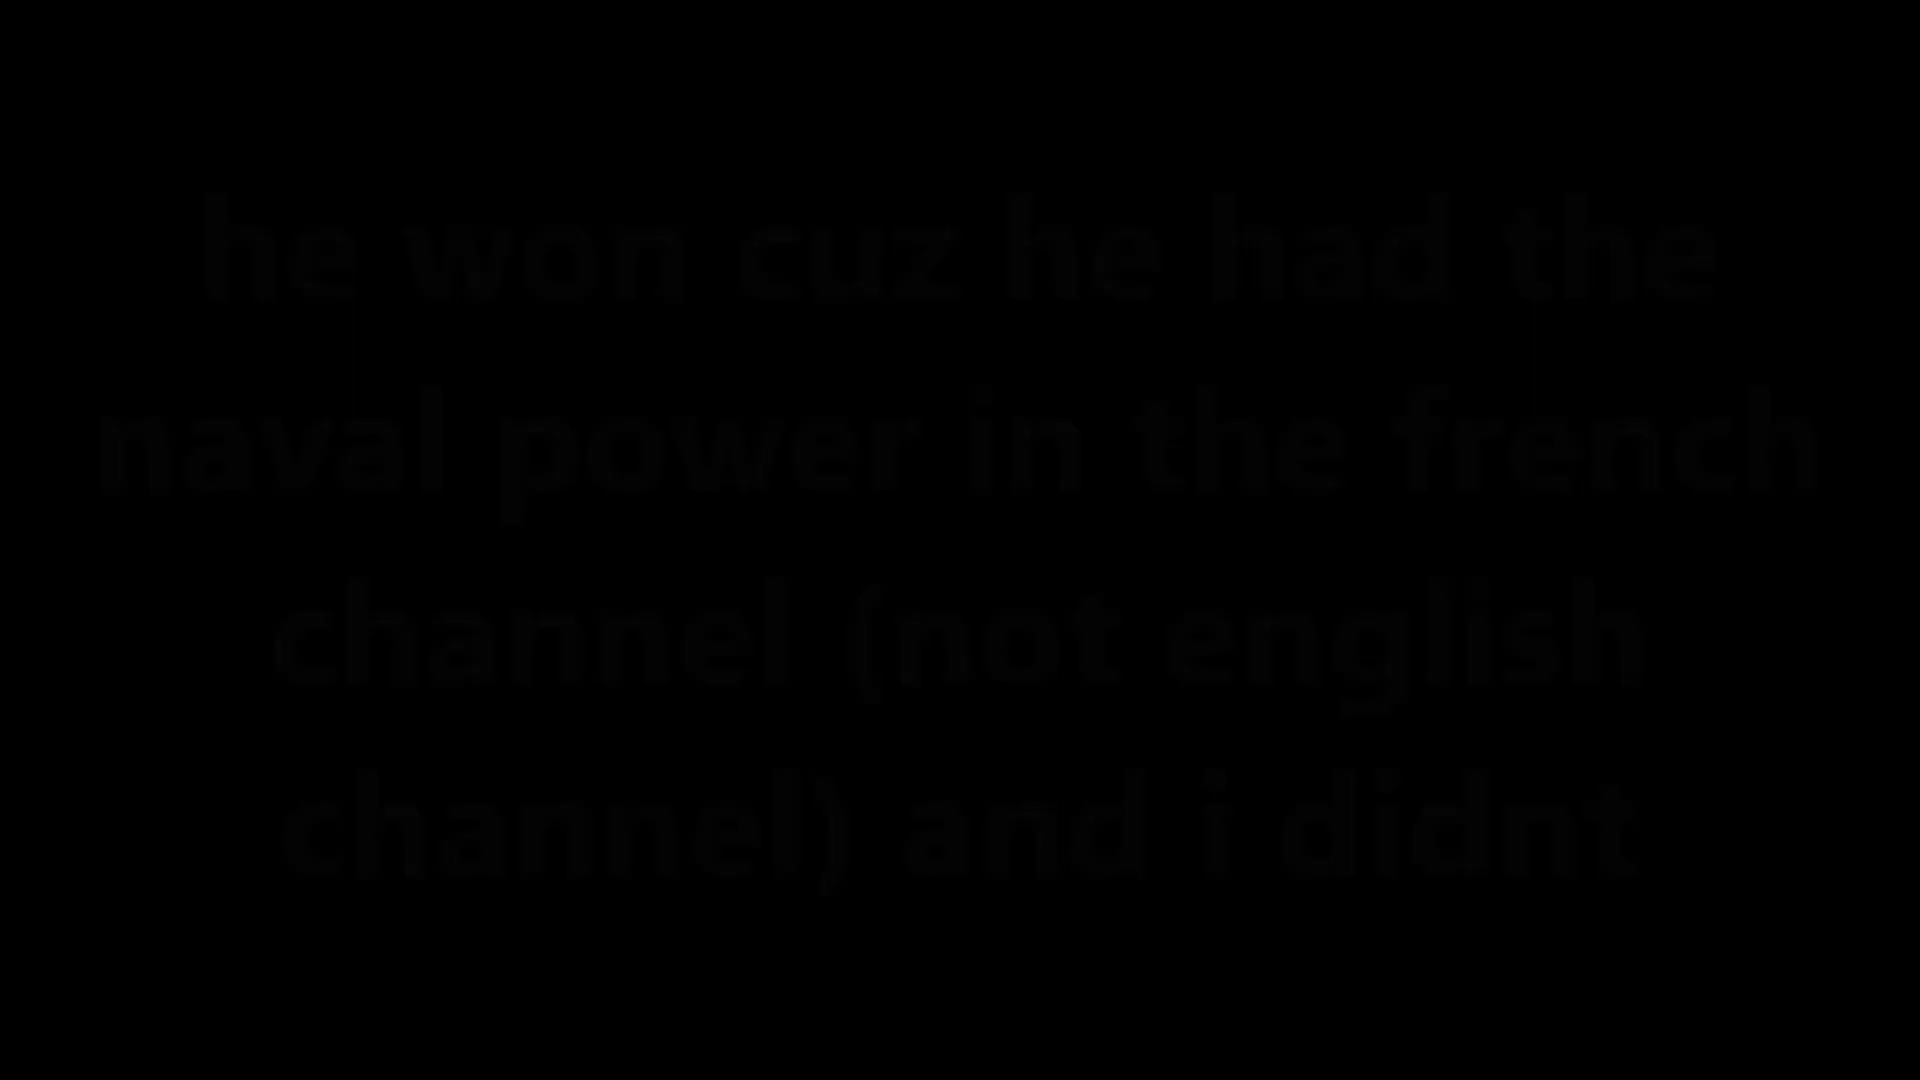 he won cuz he had the
naval power in the french
channel (not english
channel) and i didnt